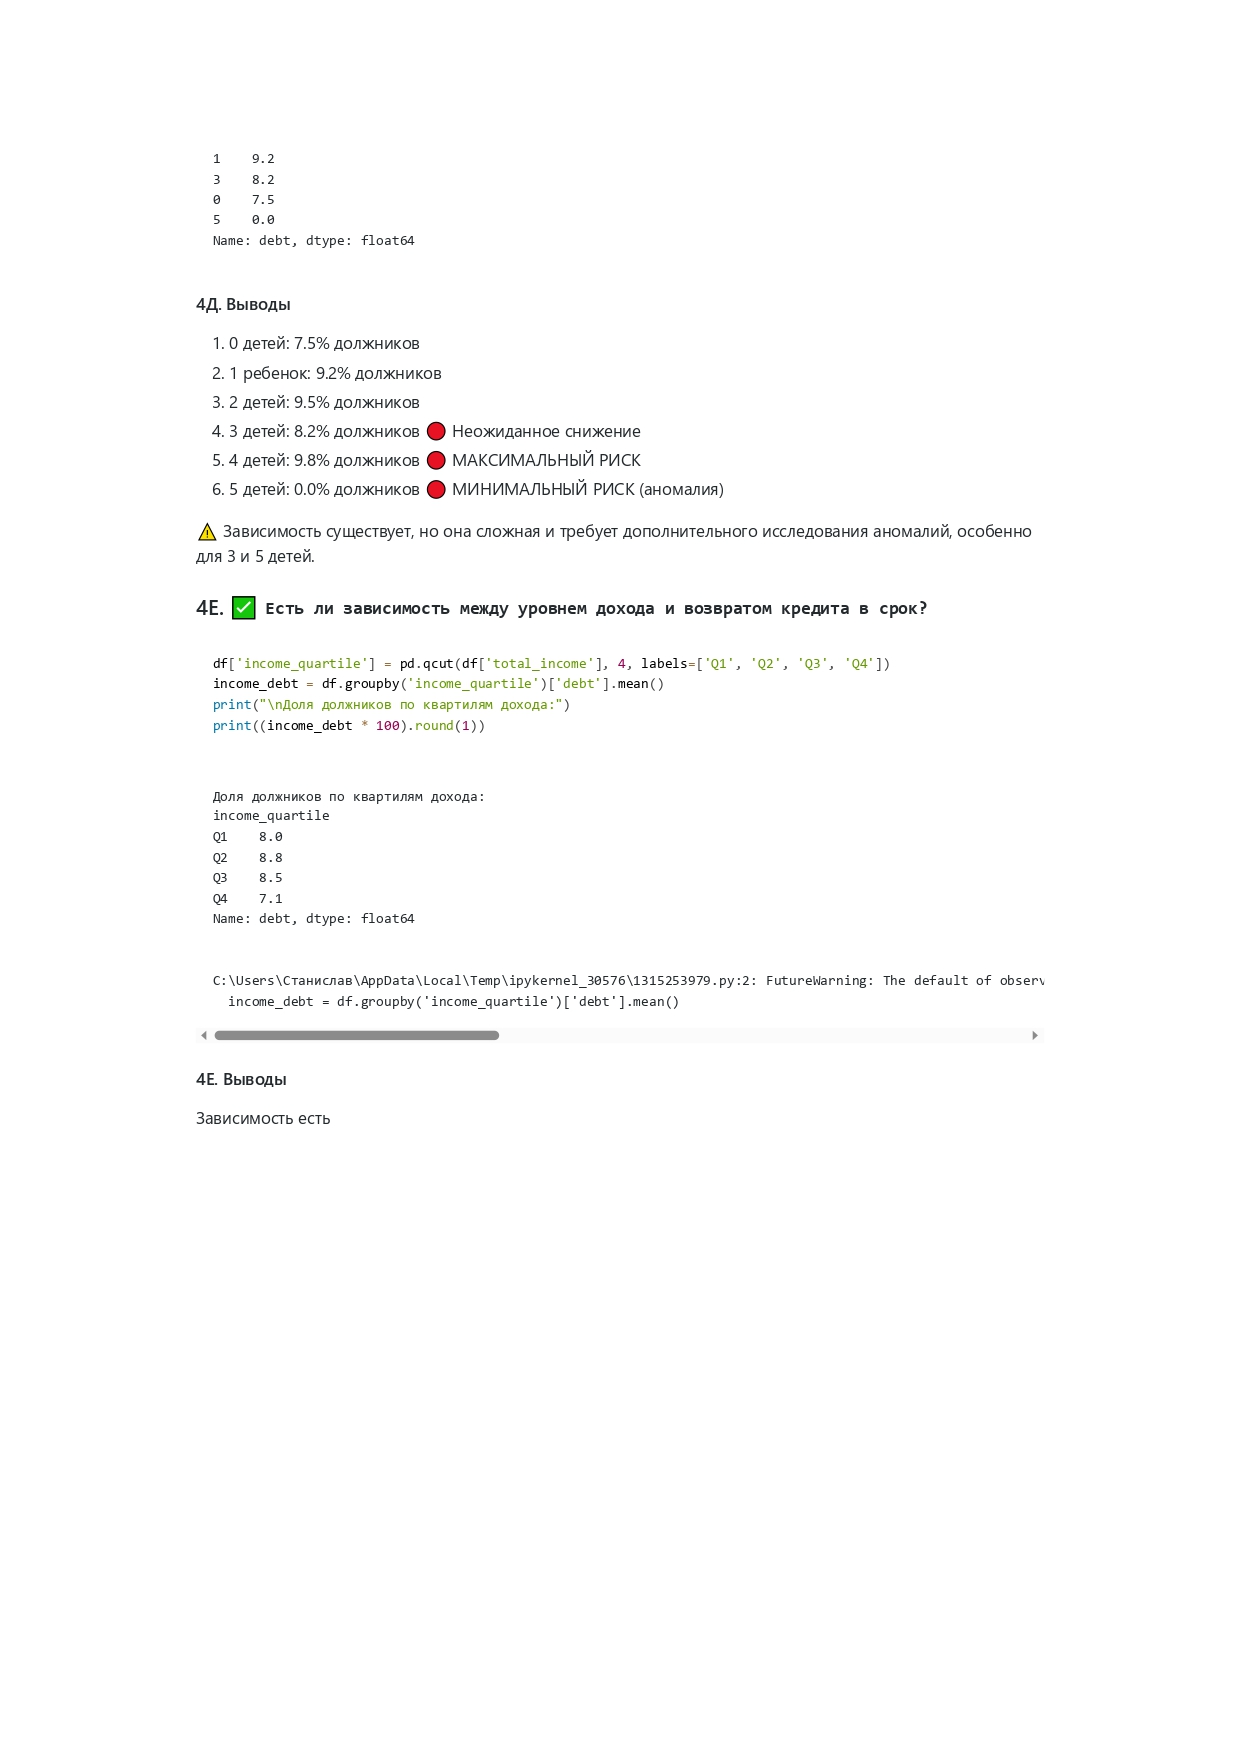 1    9.2
3    8.2
0    7.5
5    0.0
Name: debt, dtype: float64
4Д. Выводы
1. 0 детей: 7.5% должников
2. 1 ребенок: 9.2% должников
3. 2 детей: 9.5% должников
4. 3 детей: 8.2% должников 🔴 Неожиданное снижение
5. 4 детей: 9.8% должников 🔴 МАКСИМАЛЬНЫЙ РИСК
6. 5 детей: 0.0% должников 🔴 МИНИМАЛЬНЫЙ РИСК (аномалия)
⚠️ Зависимость существует, но она сложная и требует дополнительного исследования аномалий, особенно
для 3 и 5 детей.
4Е. ✅ Есть ли зависимость между уровнем дохода и возвратом кредита в срок?
df['income_quartile'] = pd.qcut(df['total_income'], 4, labels=['Q1', 'Q2', 'Q3', 'Q4'])
income_debt = df.groupby('income_quartile')['debt'].mean()
print("\nДоля должников по квартилям дохода:")
print((income_debt * 100).round(1))
Доля должников по квартилям дохода:
income_quartile
Q1    8.0
Q2    8.8
Q3    8.5
Q4    7.1
Name: debt, dtype: float64
C:\Users\Станислав\AppData\Local\Temp\ipykernel_30576\1315253979.py:2: FutureWarning: The default of observ
  income_debt = df.groupby('income_quartile')['debt'].mean()
4Е. Выводы
Зависимость есть